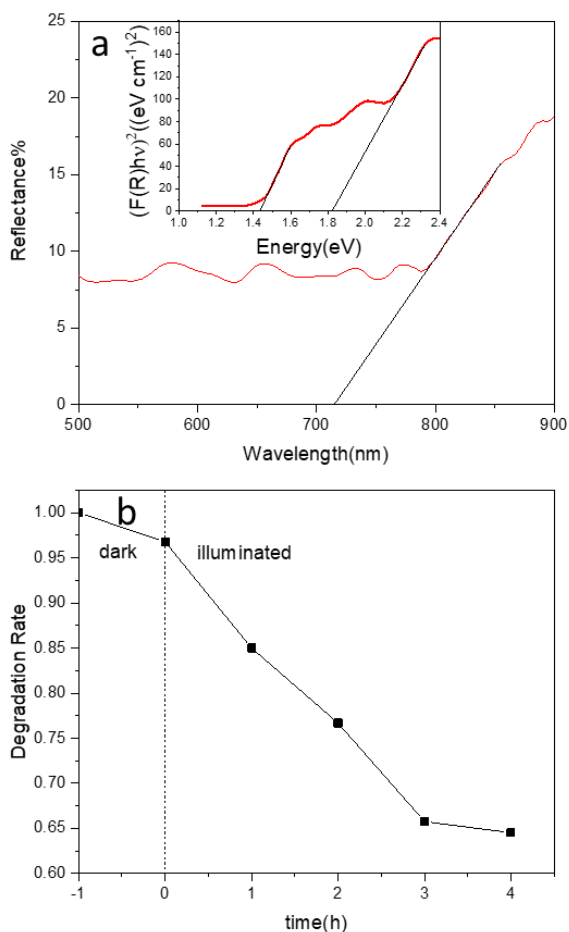 a
25
20
15
10
5
0
Reflectance%
500 600 700 800 900
Wavelength(nm)
160
140
120
100
80
60
40
20
0
(F(R)hν)²((eV cm⁻¹)²)
1.0 1.2 1.4 1.6 1.8 2.0 2.2 2.4
Energy(eV)
b
dark illuminated
1.00
0.95
0.90
0.85
0.80
0.75
0.70
0.65
0.60
Degradation Rate
-1 0 1 2 3 4
time(h)